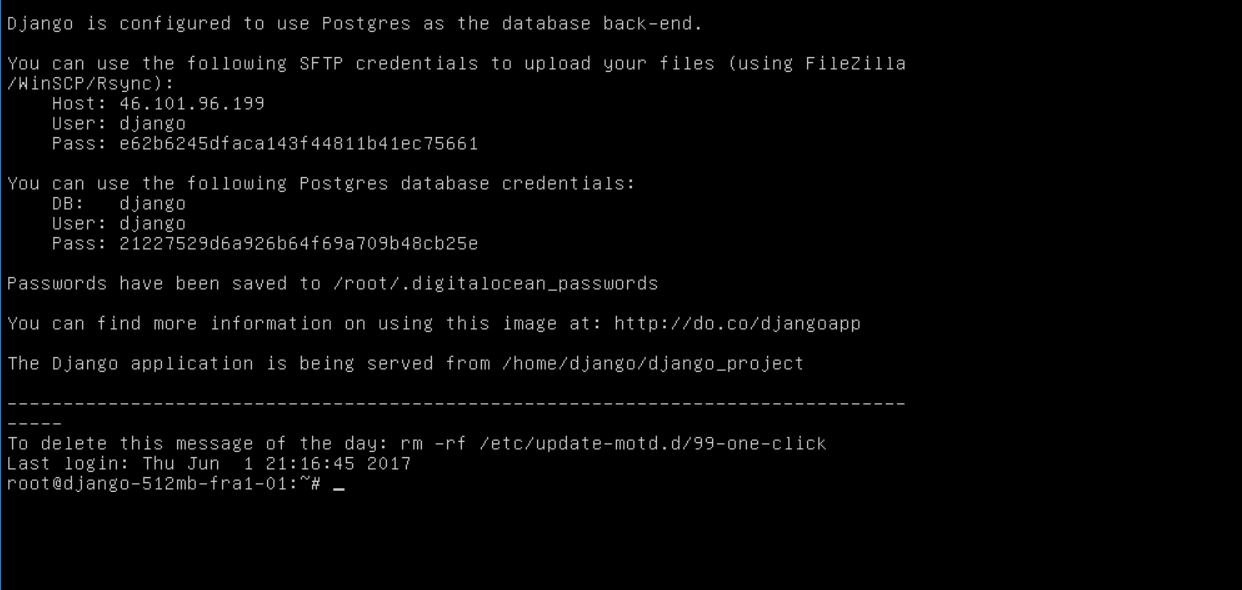 Django is configured to use Postgres as the database back-end.
You can use the following SFTP credentials to upload your files (using FileZilla
/WinSCP/Rsync):
Host: 46.101.96.199
User: django
Pass: e62b6245dfaca143f44811b41ec75661
You can use the following Postgres database credentials:
DB: django
User: django
Pass: 21227529d6a926b64f69a709b48cb25e
Passwords have been saved to /root/.digitalocean_passwords
You can find more information on using this image at: http://do.co/djangoapp
The Django application is being served from /home/django/django_project
--------------------------------------------------------------------------------
-----
To delete this message of the day: rm -rf /etc/update-motd.d/99-one-click
Last login: Thu Jun  1 21:16:45 2017
root@django-512mb-fra1-01:~# _